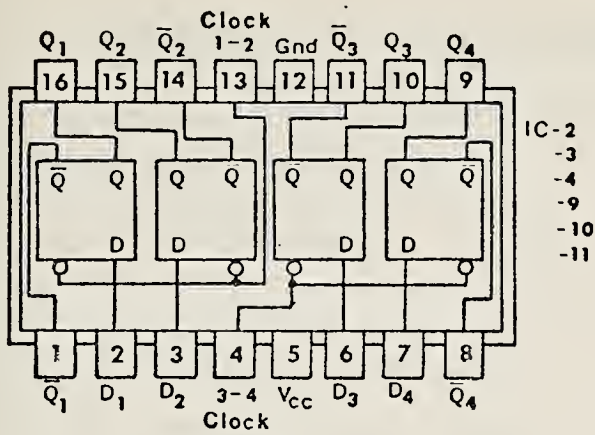 Clock
Q1 Q2 Q̅2 1-2 Gnd Q̅3 Q3 Q4
16 15 14 13 12 11 10 9
IC-2
-3
-4
-9
-10
-11
Q̅ Q Q Q̅ Q̅ Q Q Q̅
D D D D
1 2 3 4 5 6 7 8
Q̅1 D1 D2 3-4 VCC D3 D4 Q̅4
Clock